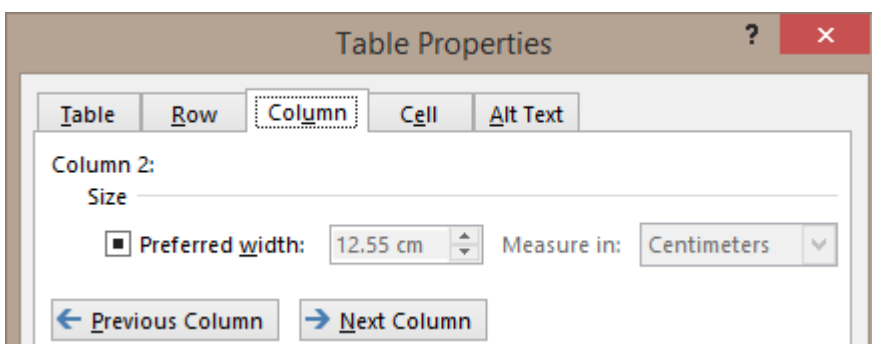 Table Properties ? ×
Table Row Column Cell Alt Text
Column 2:
Size
Preferred width: 12.55 cm Measure in: Centimeters
Previous Column Next Column